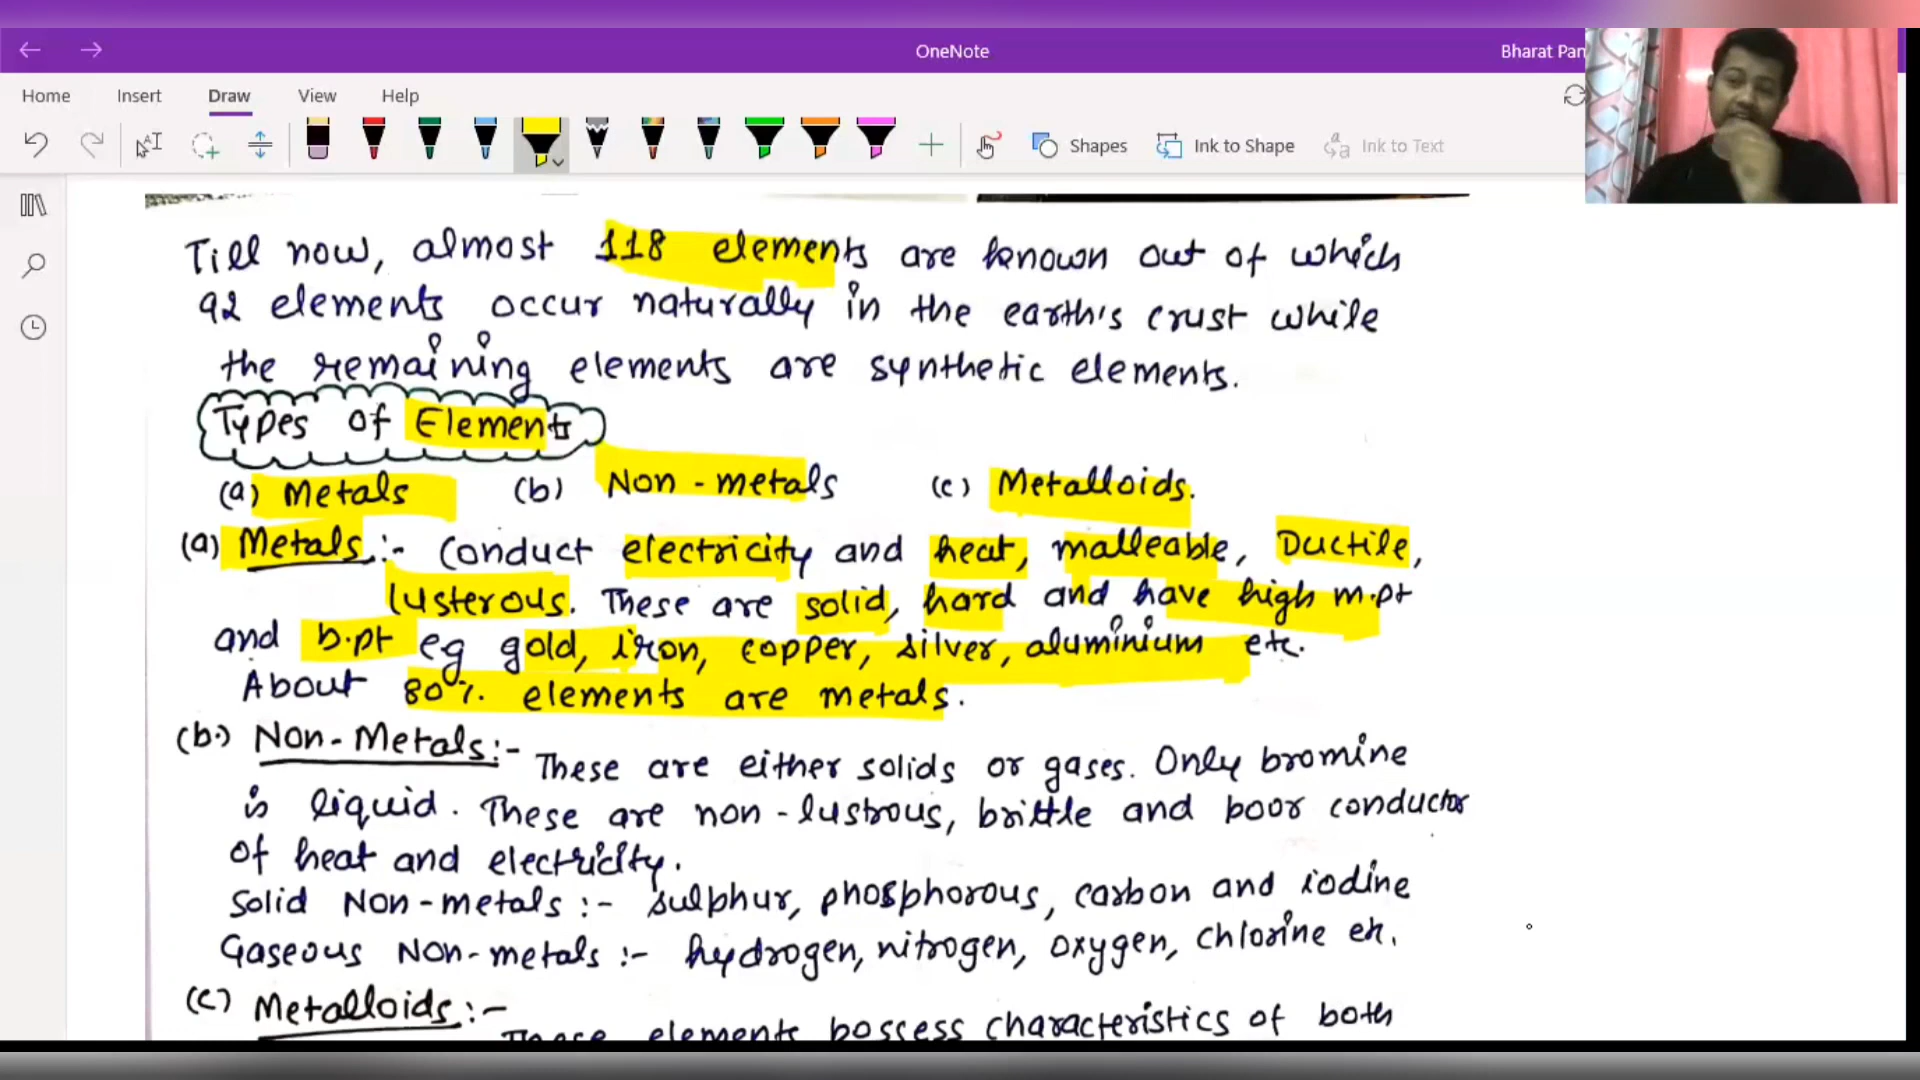 OneNote
Bharat Pan
Home Insert Draw View Help
Shapes Ink to Shape Ink to Text
Till now, almost 118 elements are known out of which
92 elements occur naturally in the earth's crust while
the remaining elements are synthetic elements.
Types of Elements
(a) Metals (b) Non - metals (c) Metalloids.
(a) Metals :- Conduct electricity and heat, malleable, Ductile,
lusterous. These are solid, hard and have high m.pt
and b.pt eg gold, iron, copper, silver, aluminium etc.
About 80% elements are metals.
(b.) Non-Metals :- These are either solids or gases. Only bromine
is liquid. These are non-lustrous, brittle and poor conductor
of heat and electricity.
Solid Non-metals :- sulphur, phosphorous, carbon and iodine
Gaseous Non-metals :- hydrogen, nitrogen, oxygen, chlorine etc.
(c) Metalloids :-
These elements possess characteristics of both